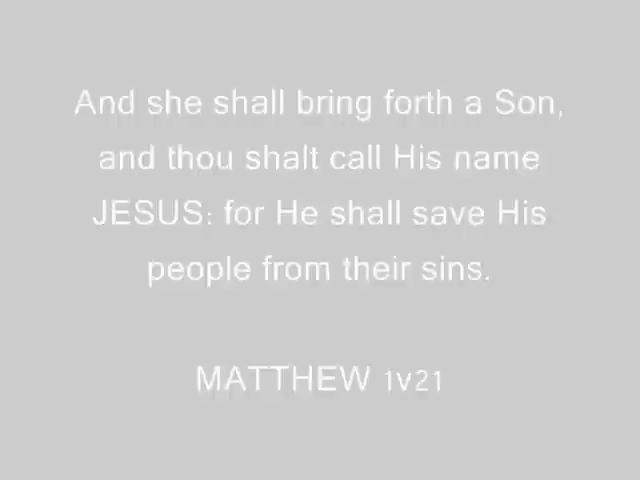 And she shall bring forth a Son,
and thou shalt call His name
JESUS: for He shall save His
people from their sins.
MATTHEW 1v21